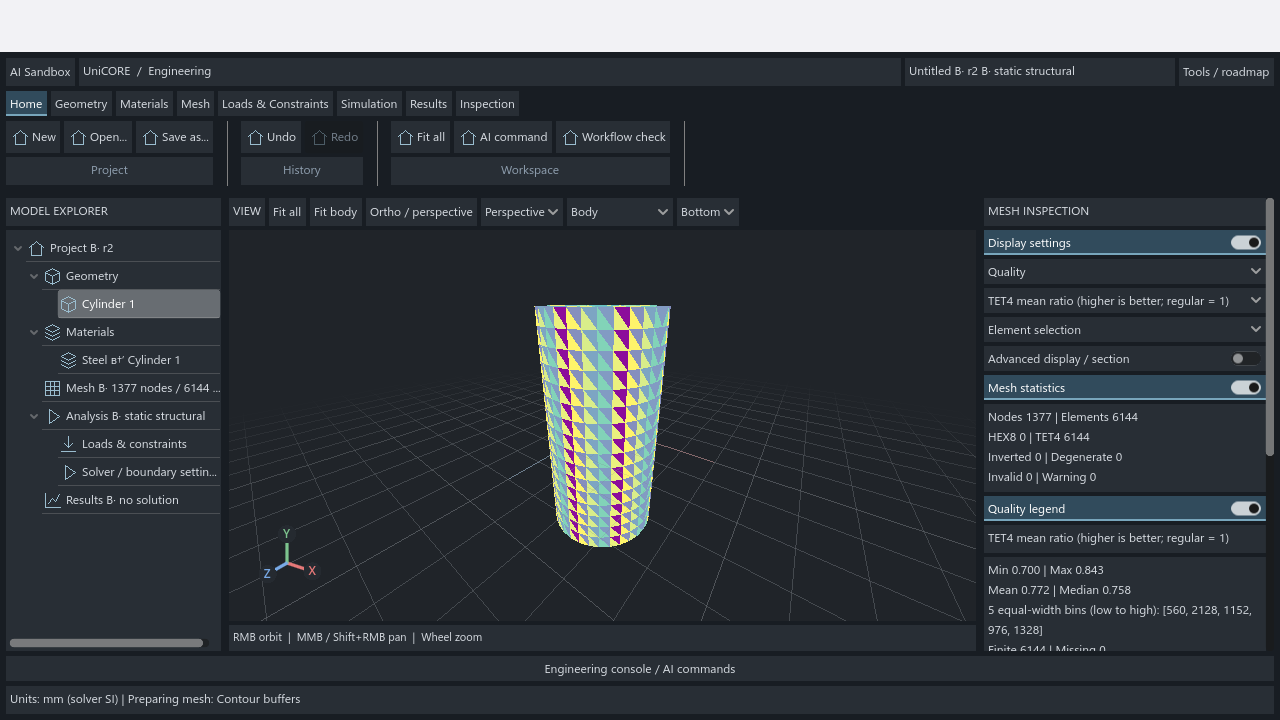 AI Sandbox
UniCORE / Engineering
Untitled В· r2 В· static structural
Tools / roadmap
Home
Geometry
Materials
Mesh
Loads & Constraints
Simulation
Results
Inspection
New
Open...
Save as...
Undo
Redo
Fit all
AI command
Workflow check
Project
History
Workspace
MODEL EXPLORER
VIEW
Fit all
Fit body
Ortho / perspective
Perspective
Body
Bottom
MESH INSPECTION
Project В· r2
Geometry
Cylinder 1
Materials
Steel в†' Cylinder 1
Mesh В· 1377 nodes / 6144 ...
Analysis В· static structural
Loads & constraints
Solver / boundary settin...
Results В· no solution
Y
Z
X
RMB orbit | MMB / Shift+RMB pan | Wheel zoom
Display settings
Quality
TET4 mean ratio (higher is better; regular = 1)
Element selection
Advanced display / section
Mesh statistics
Nodes 1377 | Elements 6144
HEX8 0 | TET4 6144
Inverted 0 | Degenerate 0
Invalid 0 | Warning 0
Quality legend
TET4 mean ratio (higher is better; regular = 1)
Min 0.700 | Max 0.843
Mean 0.772 | Median 0.758
5 equal-width bins (low to high): [560, 2128, 1152,
976, 1328]
Finite 6144 | Missing 0
Engineering console / AI commands
Units: mm (solver SI) | Preparing mesh: Contour buffers